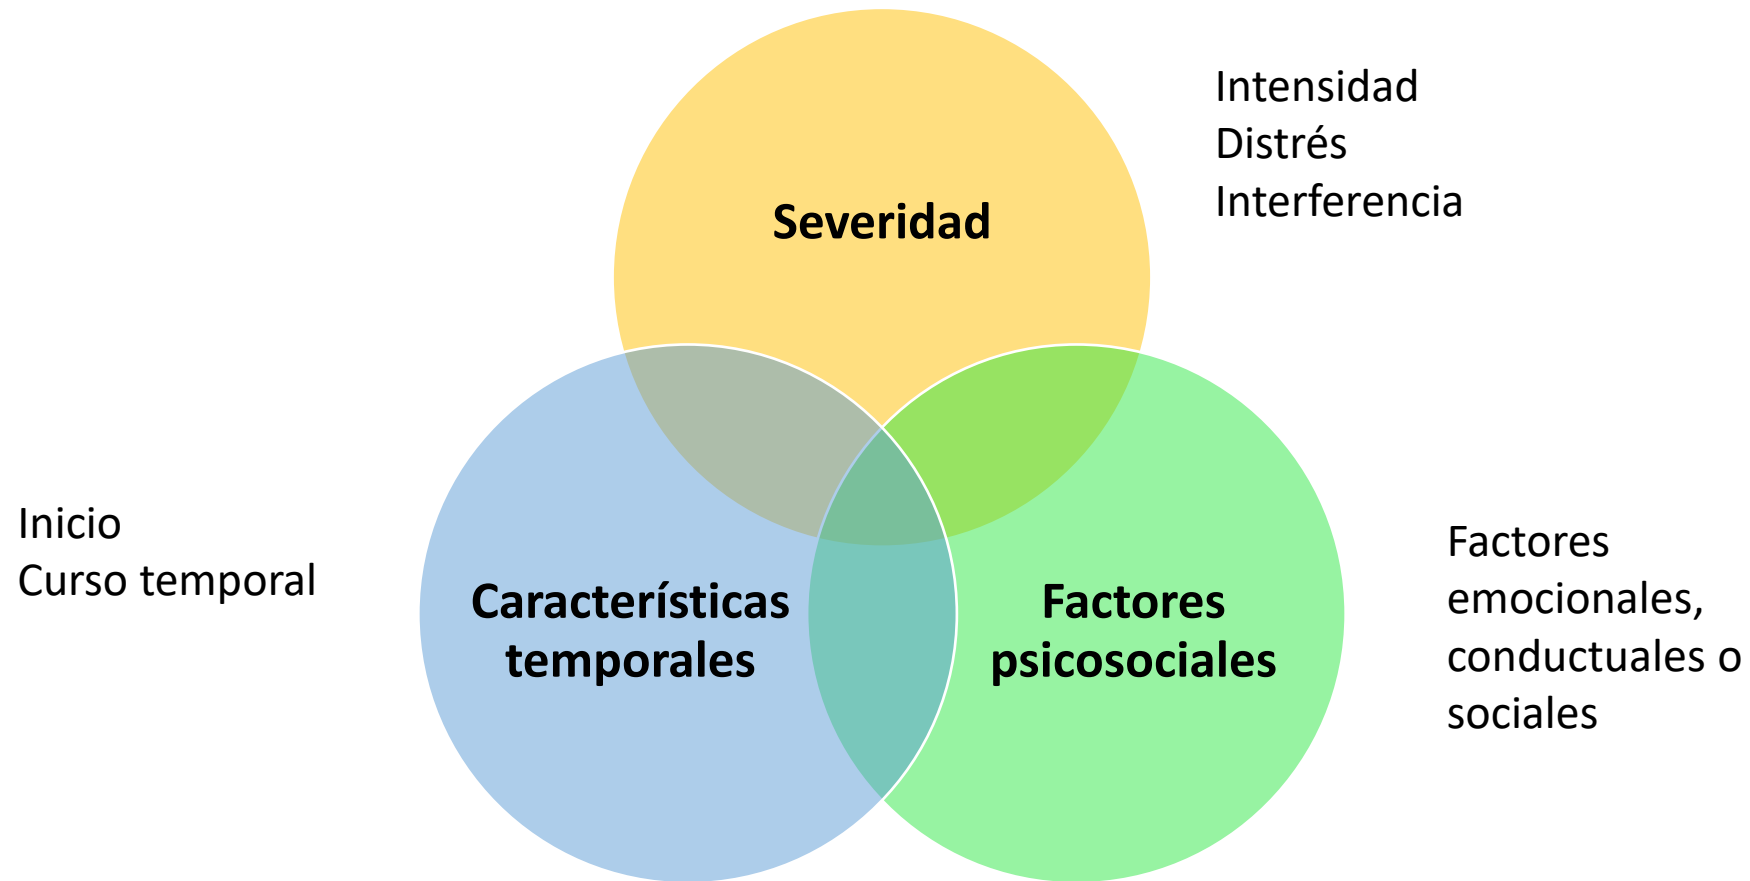 Severidad
Intensidad
Distrés
Interferencia
Inicio
Curso temporal
Características
temporales
Factores
psicosociales
Factores
emocionales,
conductuales o
sociales